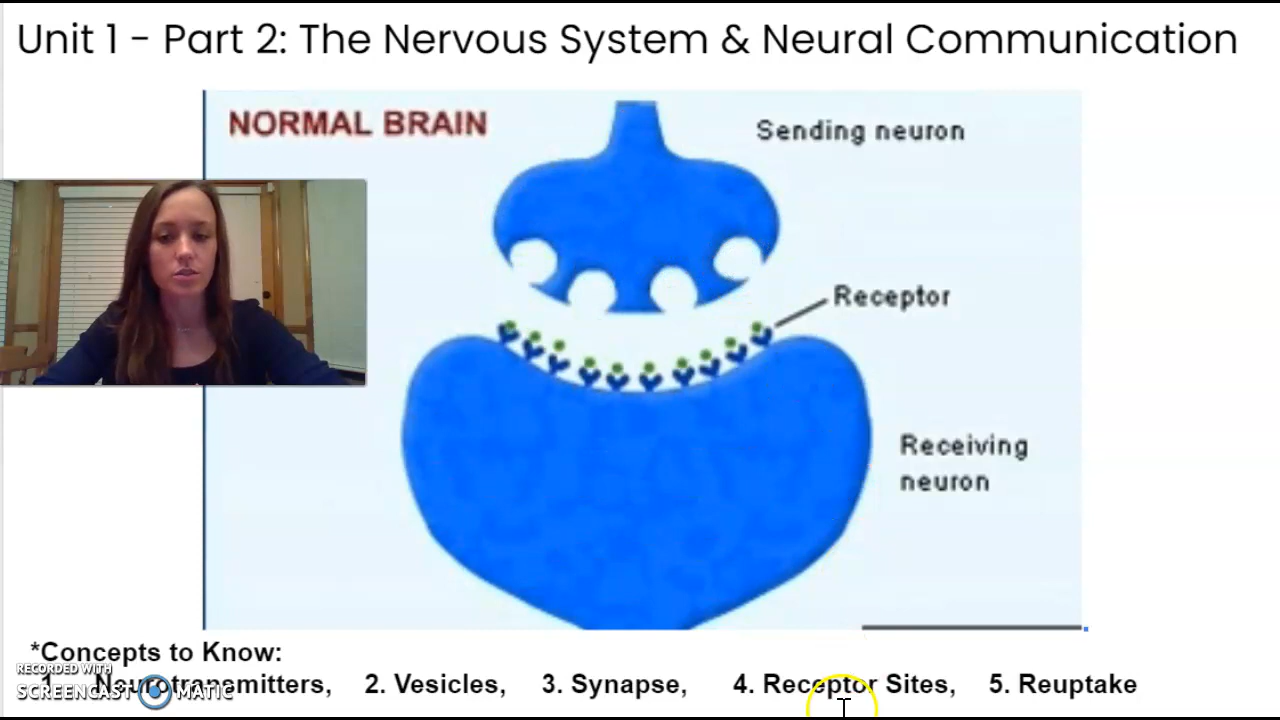 Unit 1 - Part 2: The Nervous System & Neural Communication
NORMAL BRAIN
Sending neuron
Receptor
Receiving
neuron
*Concepts to Know:
1. Neurotransmitters, 2. Vesicles, 3. Synapse, 4. Receptor Sites, 5. Reuptake
RECORDED WITH
SCREENCAST MATIC